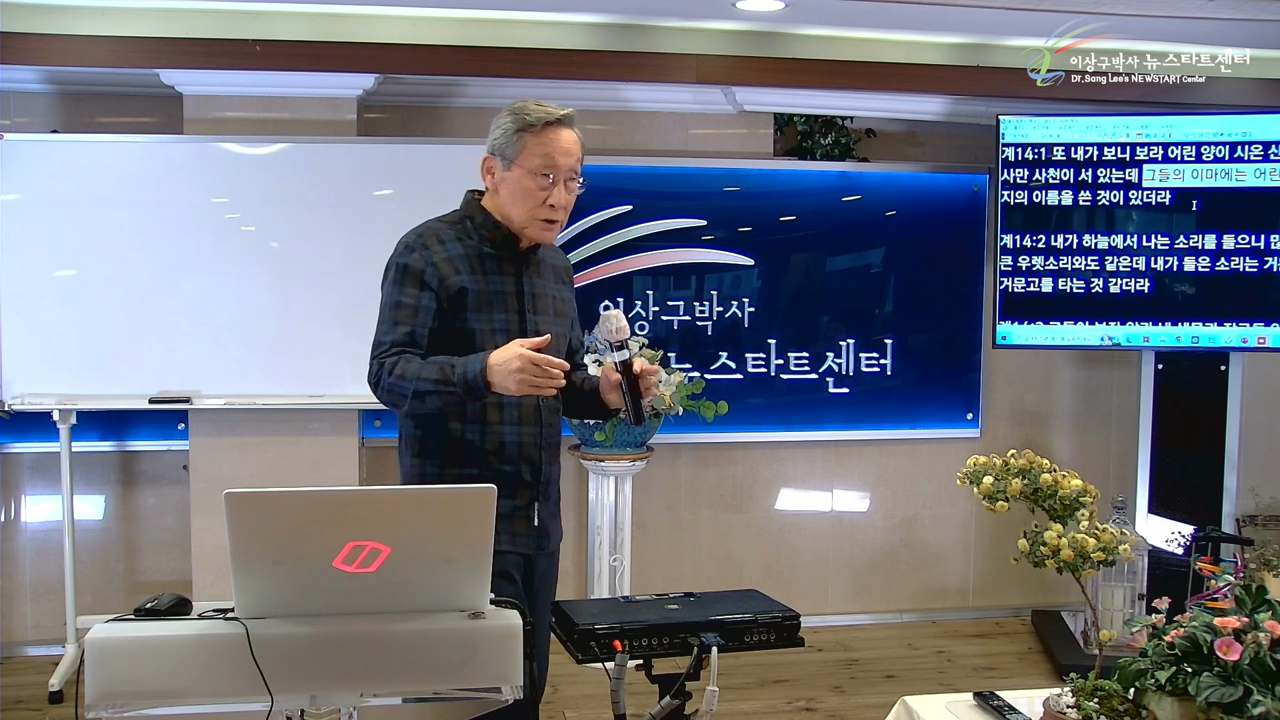 이상구박사 뉴스타트센터
Dr. Sang Lee's NEWSTART Center
계14:1 또 내가 보니 보라 어린 양이 시온 산
사만 사천이 서 있는데 그들의 이마에는 어린
지의 이름을 쓴 것이 있더라
계14:2 내가 하늘에서 나는 소리를 들으니 많
큰 우렛소리와도 같은데 내가 들은 소리는 거문
거문고를 타는 것 같더라
이상구박사
뉴스타트센터